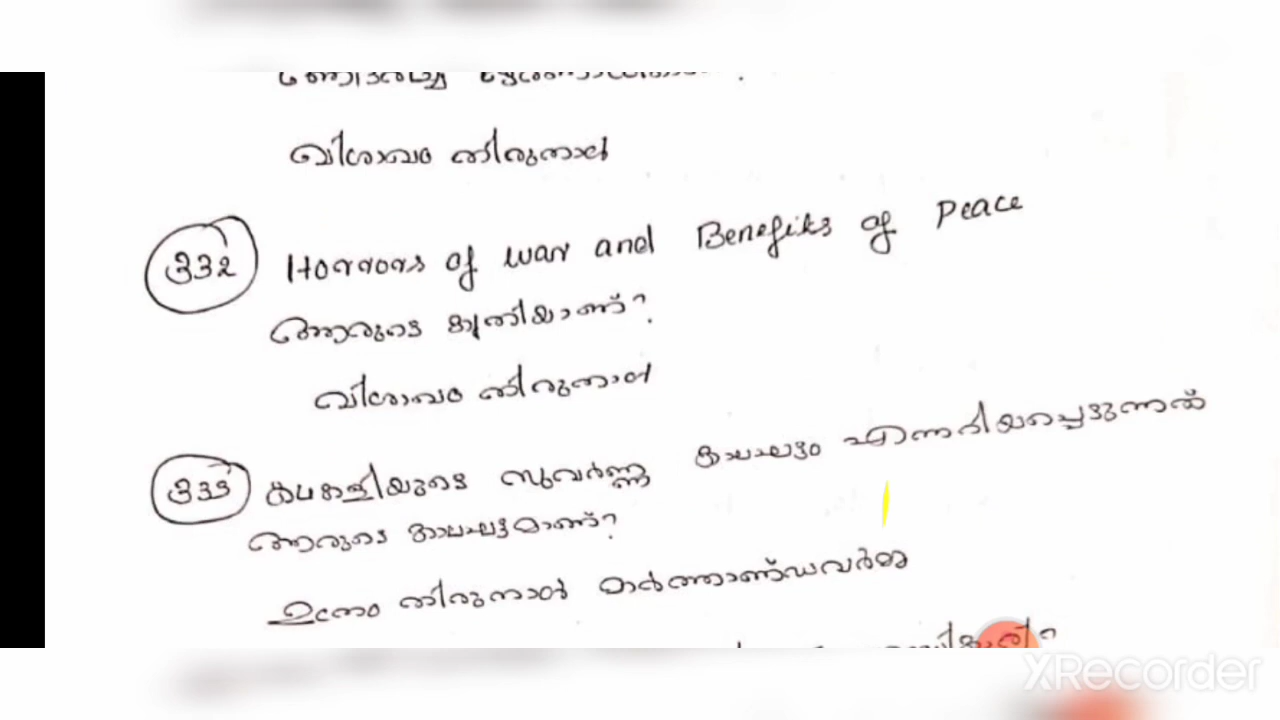 വിശാഖം തിരുനാൾ
332 Horrors of war and Benefits of Peace
ആരുടെ കൃതിയാണ്?
വിശാഖം തിരുനാൾ
333 കഥകളിയുടെ സുവർണ്ണ കാലഘട്ടം എന്നറിയപ്പെടുന്നത്
ആരുടെ കാലഘട്ടമാണ്?
ഉത്രം തിരുനാൾ മാർത്താണ്ഡവർമ്മ
XRecorder